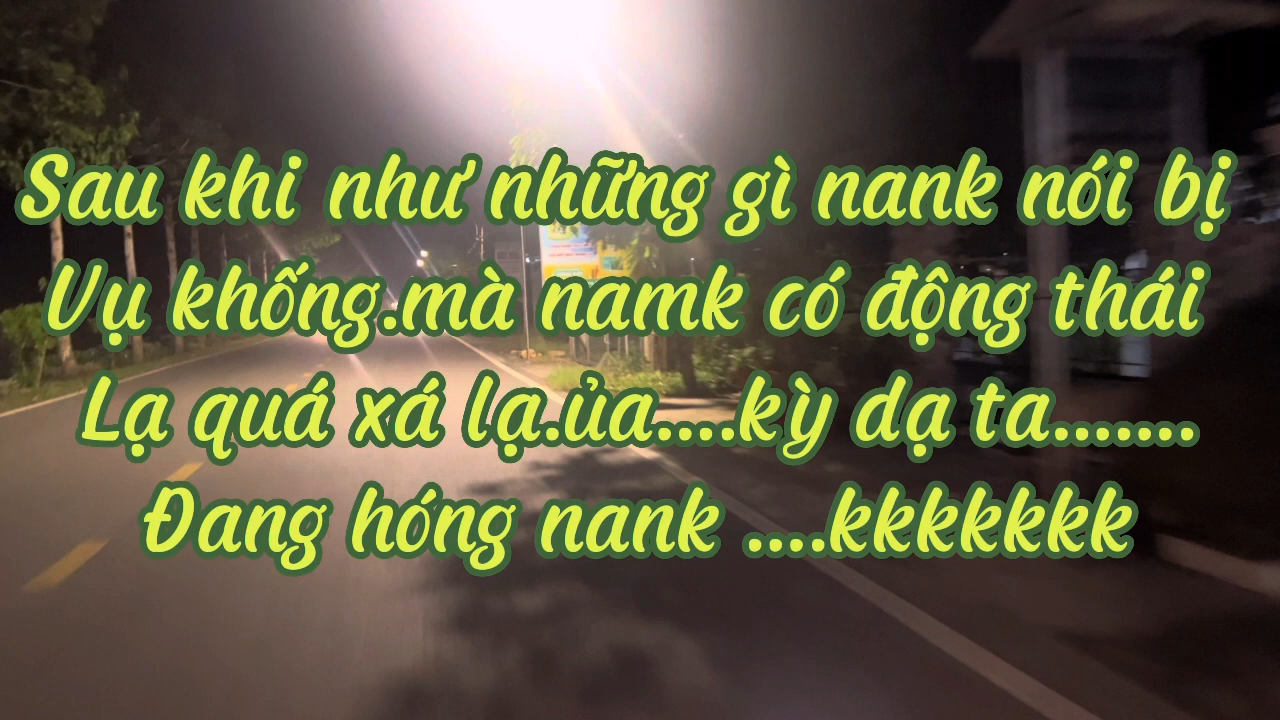 Sau khi như những gì nank nói bị
Vụ khống.mà namk có động thái
Lạ quá xá lạ.ủa....kỳ dạ ta.......
Đang hóng nank ....kkkkkkk